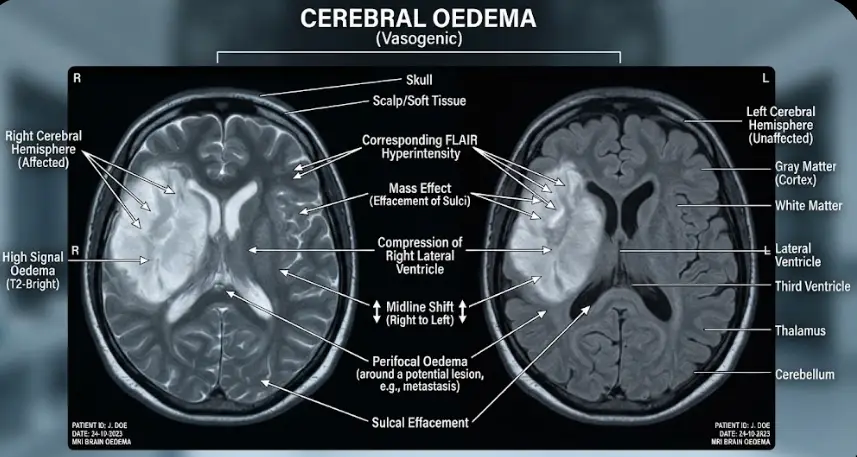 CEREBRAL OEDEMA
(Vasogenic)
R
L
Skull
Scalp/Soft Tissue
Right Cerebral
Hemisphere
(Affected)
Corresponding FLAIR
Hyperintensity
Left Cerebral
Hemisphere
(Unaffected)
Gray Matter
(Cortex)
Mass Effect
(Effacement of Sulci)
White Matter
High Signal
Oedema
(T2-Bright)
R
Compression of
Right Lateral
Ventricle
L
Lateral
Ventricle
Third Ventricle
Midline Shift
(Right to Left)
Thalamus
Perifocal Oedema
(around a potential lesion,
e.g., metastasis)
Cerebellum
Sulcal Effacement
PATIENT ID: J. DOE
DATE: 24-10-2023
MNI BRAIN OEDEMA
PATIENT ID: J. DOE
DATE: 24-10-2823
MRI BRAIN OEDEMA